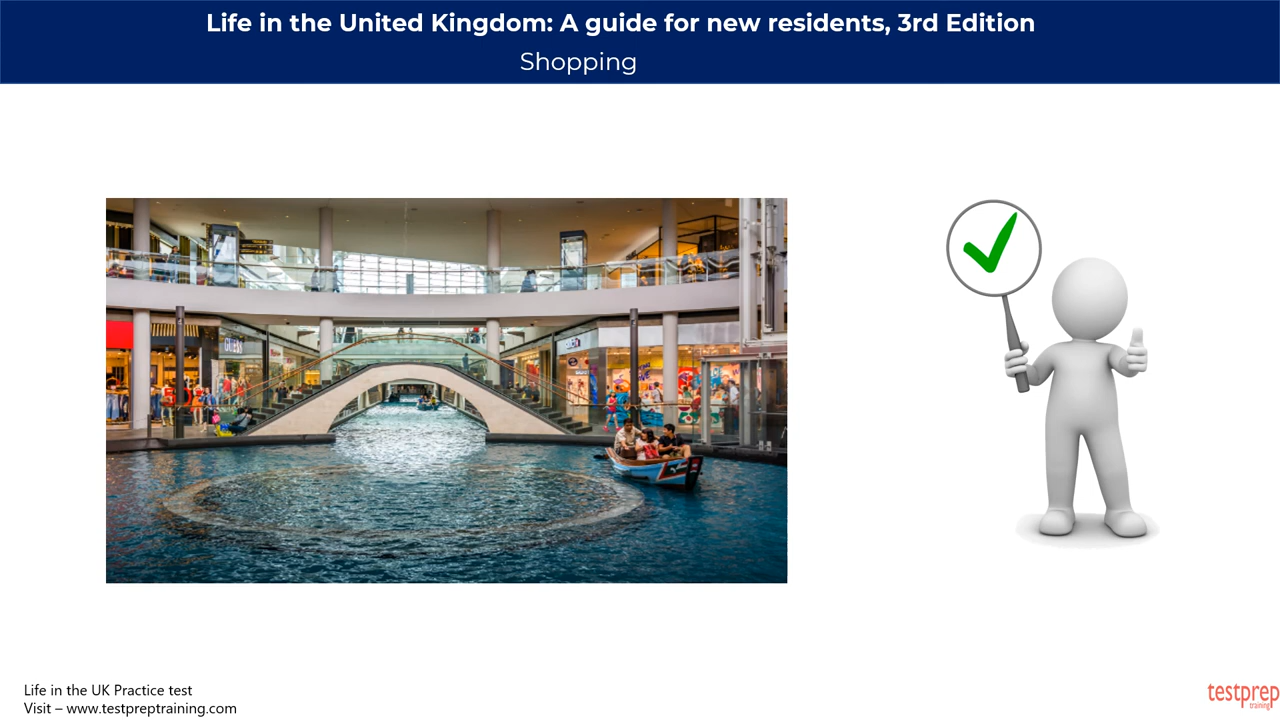 Life in the United Kingdom: A guide for new residents, 3rd Edition
Shopping
Life in the UK Practice test
Visit – www.testpreptraining.com
testprep
training